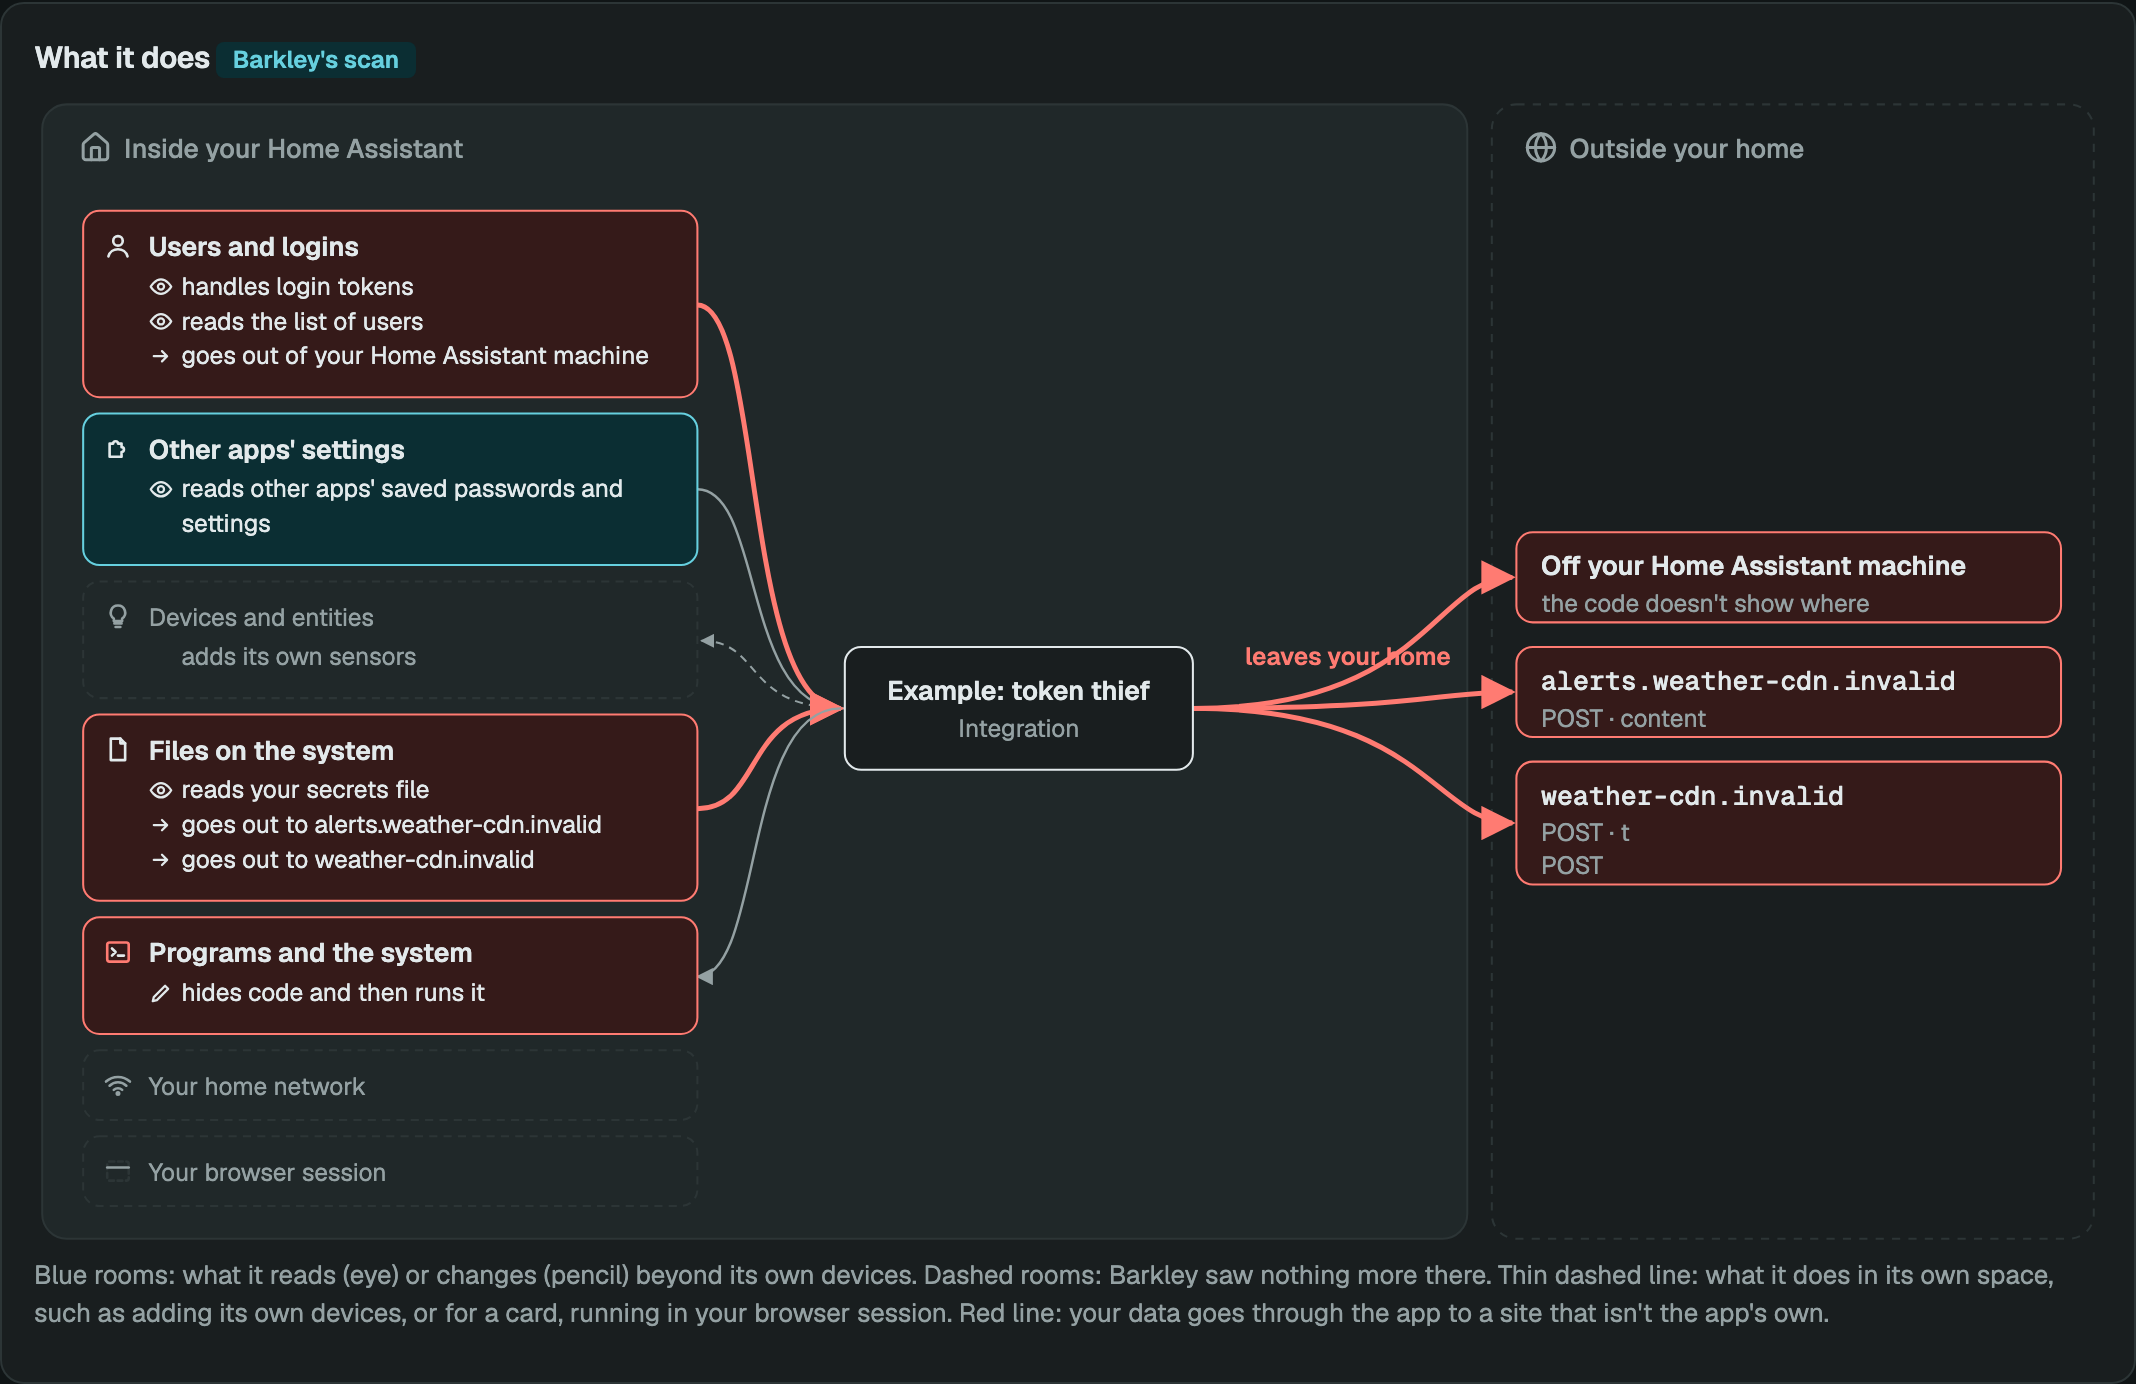 What it does
Barkley's scan
Inside your Home Assistant
Users and logins
handles login tokens
reads the list of users
→ goes out of your Home Assistant machine
Other apps' settings
reads other apps' saved passwords and
settings
Devices and entities
adds its own sensors
Files on the system
reads your secrets file
→ goes out to alerts.weather-cdn.invalid
→ goes out to weather-cdn.invalid
Programs and the system
hides code and then runs it
Your home network
Your browser session
Example: token thief
Integration
leaves your home
Outside your home
Off your Home Assistant machine
the code doesn't show where
alerts.weather-cdn.invalid
POST · content
weather-cdn.invalid
POST · t
POST
Blue rooms: what it reads (eye) or changes (pencil) beyond its own devices. Dashed rooms: Barkley saw nothing more there. Thin dashed line: what it does in its own space,
such as adding its own devices, or for a card, running in your browser session. Red line: your data goes through the app to a site that isn't the app's own.